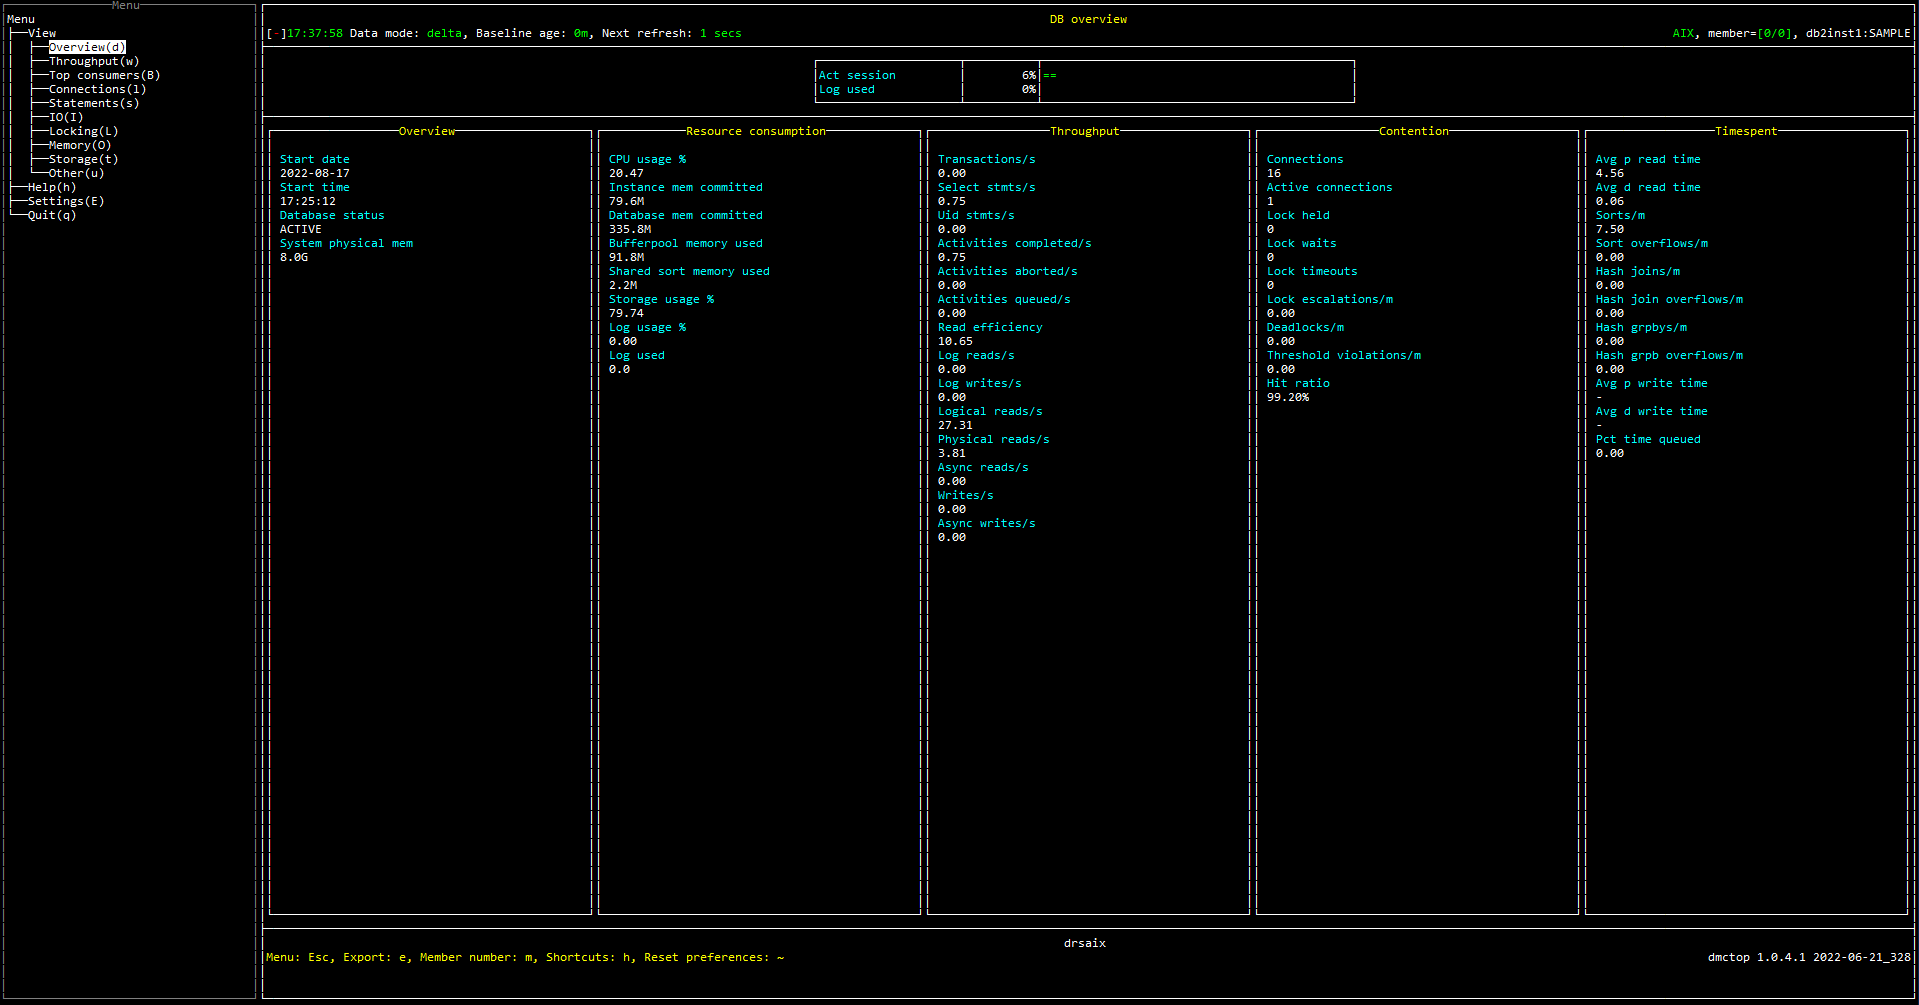 Menu
Menu
View
Overview(d)
Throughput(w)
Top consumers(B)
Connections(l)
Statements(s)
IO(I)
Locking(L)
Memory(O)
Storage(t)
Other(u)
Help(h)
Settings(E)
Quit(q)
DB overview
[-]17:37:58 Data mode: delta, Baseline age: 0m, Next refresh: 1 secs
AIX, member=[0/0], db2inst1:SAMPLE
Act session 6% ==
Log used 0%
Overview
Start date
2022-08-17
Start time
17:25:12
Database status
ACTIVE
System physical mem
8.0G
Resource consumption
CPU usage %
20.47
Instance mem committed
79.6M
Database mem committed
335.8M
Bufferpool memory used
91.8M
Shared sort memory used
2.2M
Storage usage %
79.74
Log usage %
0.00
Log used
0.0
Throughput
Transactions/s
0.00
Select stmts/s
0.75
Uid stmts/s
0.00
Activities completed/s
0.75
Activities aborted/s
0.00
Activities queued/s
0.00
Read efficiency
10.65
Log reads/s
0.00
Log writes/s
0.00
Logical reads/s
27.31
Physical reads/s
3.81
Async reads/s
0.00
Writes/s
0.00
Async writes/s
0.00
Contention
Connections
16
Active connections
1
Lock held
0
Lock waits
0
Lock timeouts
0
Lock escalations/m
0.00
Deadlocks/m
0.00
Threshold violations/m
0.00
Hit ratio
99.20%
Timespent
Avg p read time
4.56
Avg d read time
0.06
Sorts/m
7.50
Sort overflows/m
0.00
Hash joins/m
0.00
Hash join overflows/m
0.00
Hash grpbys/m
0.00
Hash grpb overflows/m
0.00
Avg p write time
-
Avg d write time
-
Pct time queued
0.00
drsaix
Menu: Esc, Export: e, Member number: m, Shortcuts: h, Reset preferences: ~
dmctop 1.0.4.1 2022-06-21_328